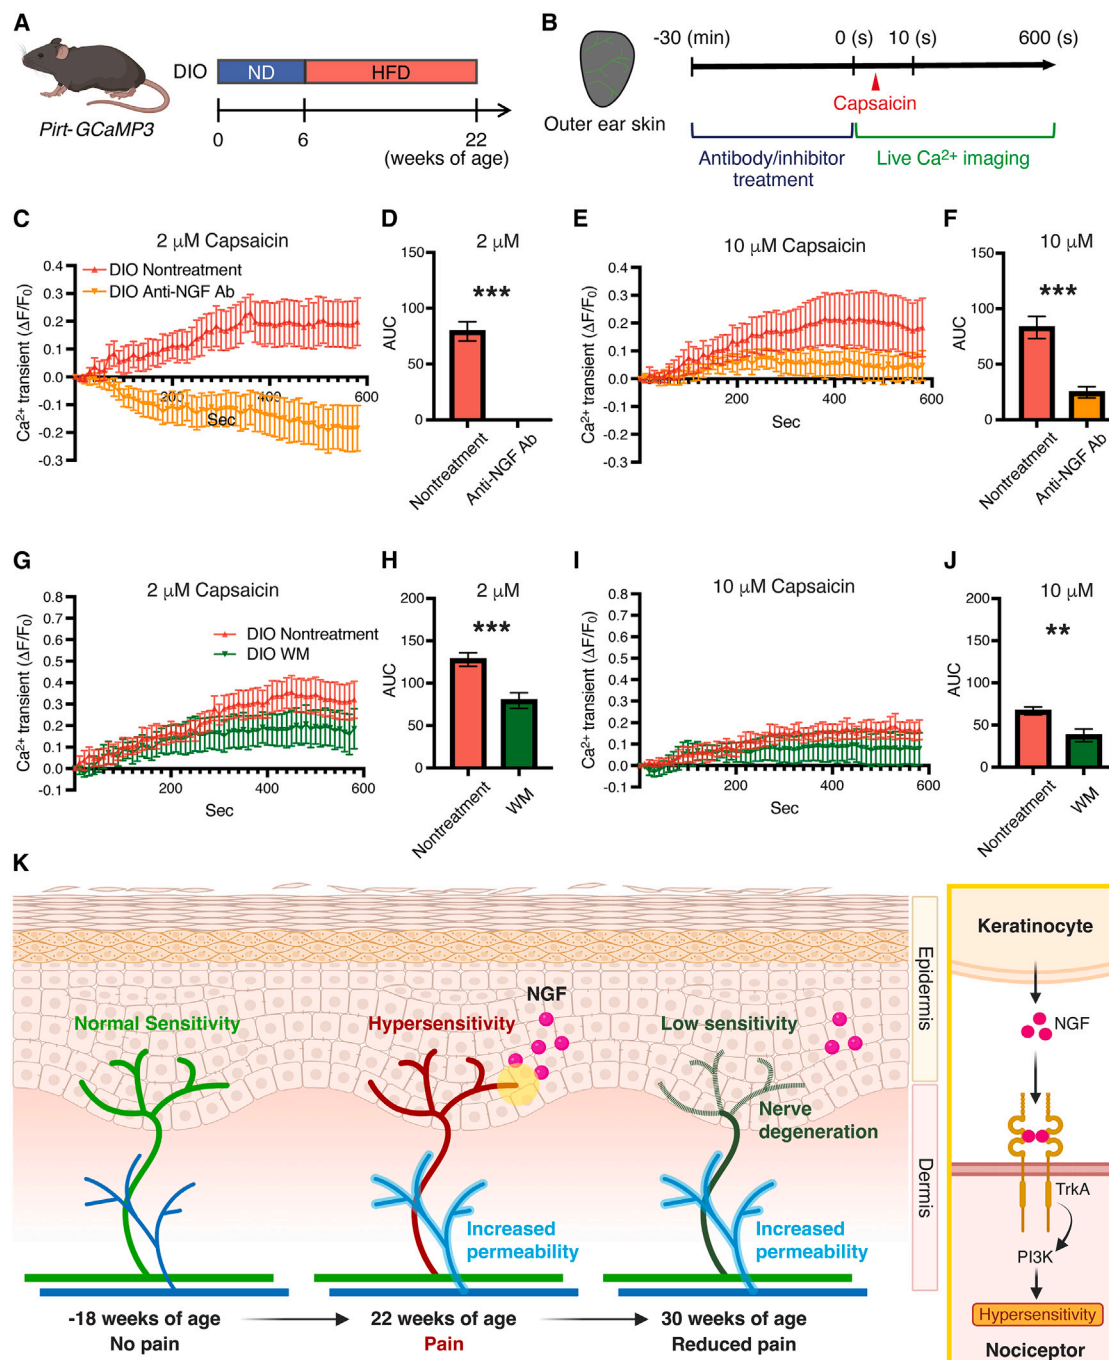 A
DIO
ND
HFD
Pirt-GCaMP3
0
6
22
(weeks of age)
B
-30 (min)
0 (s)
10 (s)
600 (s)
Capsaicin
Outer ear skin
Antibody/inhibitor
treatment
Live Ca²⁺ imaging
C
2 μM Capsaicin
DIO Nontreatment
DIO Anti-NGF Ab
Ca²⁺ transient (ΔF/F₀)
0.4
0.3
0.2
0.1
0.0
-0.1
-0.2
-0.3
200
400
600
Sec
D
2 μM
***
AUC
150
100
50
0
Nontreatment
Anti-NGF Ab
E
10 μM Capsaicin
Ca²⁺ transient (ΔF/F₀)
0.4
0.3
0.2
0.1
0.0
-0.1
-0.2
-0.3
200
400
600
Sec
F
10 μM
***
AUC
150
100
50
0
Nontreatment
Anti-NGF Ab
G
2 μM Capsaicin
DIO Nontreatment
DIO WM
Ca²⁺ transient (ΔF/F₀)
0.8
0.7
0.6
0.5
0.4
0.3
0.2
0.1
0.0
-0.1
200
400
600
Sec
H
2 μM
***
AUC
200
150
100
50
0
Nontreatment
WM
I
10 μM Capsaicin
Ca²⁺ transient (ΔF/F₀)
0.8
0.7
0.6
0.5
0.4
0.3
0.2
0.1
0.0
-0.1
200
400
600
Sec
J
10 μM
**
AUC
200
150
100
50
0
Nontreatment
WM
K
Normal Sensitivity
Hypersensitivity
NGF
Low sensitivity
Nerve
degeneration
Increased
permeability
Increased
permeability
Epidermis
Dermis
-18 weeks of age
No pain
22 weeks of age
Pain
30 weeks of age
Reduced pain
Keratinocyte
NGF
TrkA
PI3K
Hypersensitivity
Nociceptor